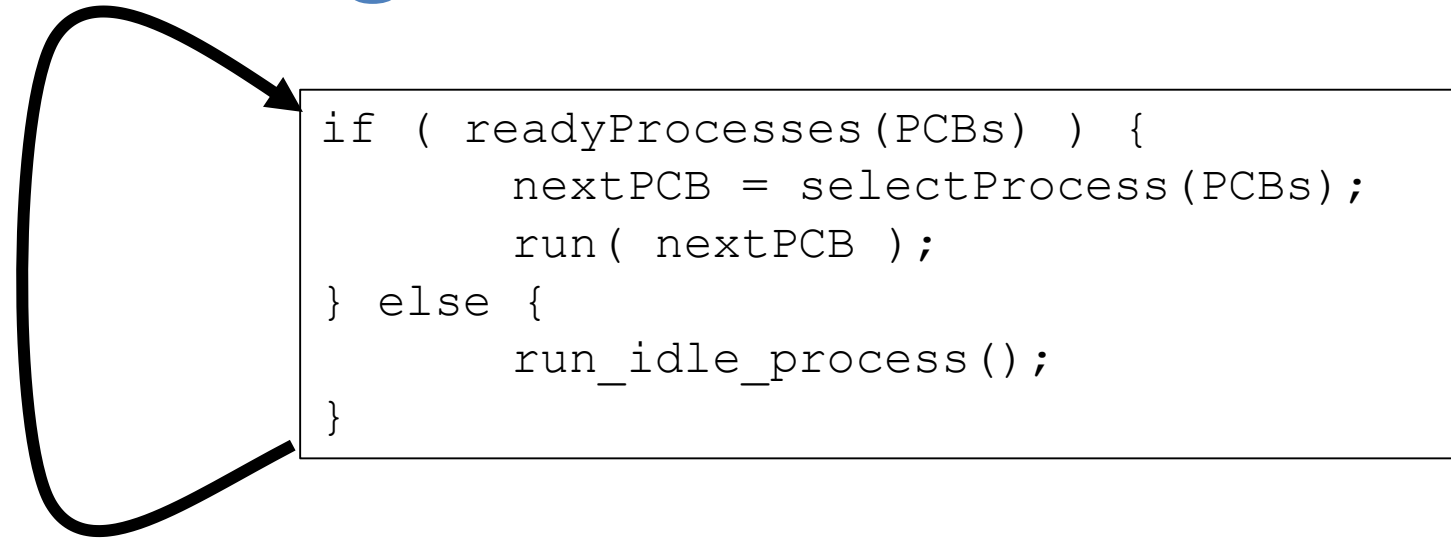 if ( readyProcesses(PCBs) ) {
nextPCB = selectProcess(PCBs);
run( nextPCB );
} else {
run_idle_process();
}